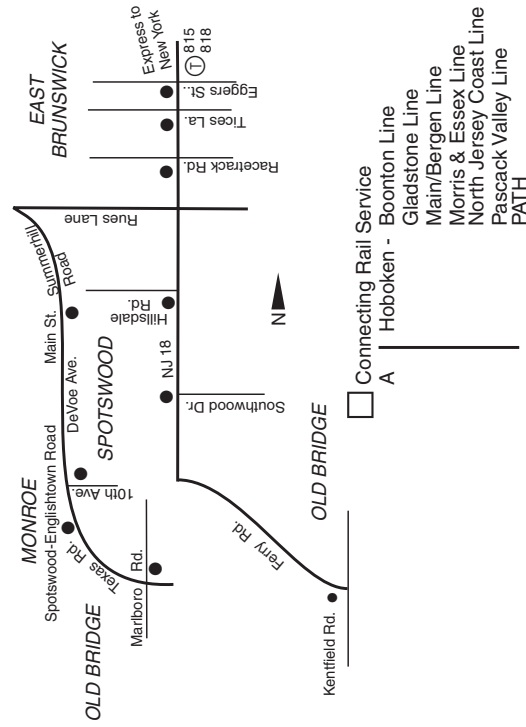 EAST
BRUNSWICK
Express to
New York
T 815
818
Eggers St..
Tices La.
Racetrack Rd.
Rues Lane
Summerhill
Road
Main St.
Hillsdale
Rd.
NJ 18
DeVoe Ave.
SPOTSWOOD
Southwood Dr.
N
10th Ave.
MONROE
Spotswood-Englishtown Road
Texas Rd.
Marlboro Rd.
OLD BRIDGE
Ferry Rd.
OLD BRIDGE
Kentfield Rd.
Connecting Rail Service
A Hoboken - Boonton Line
Gladstone Line
Main/Bergen Line
Morris & Essex Line
North Jersey Coast Line
Pascack Valley Line
PATH